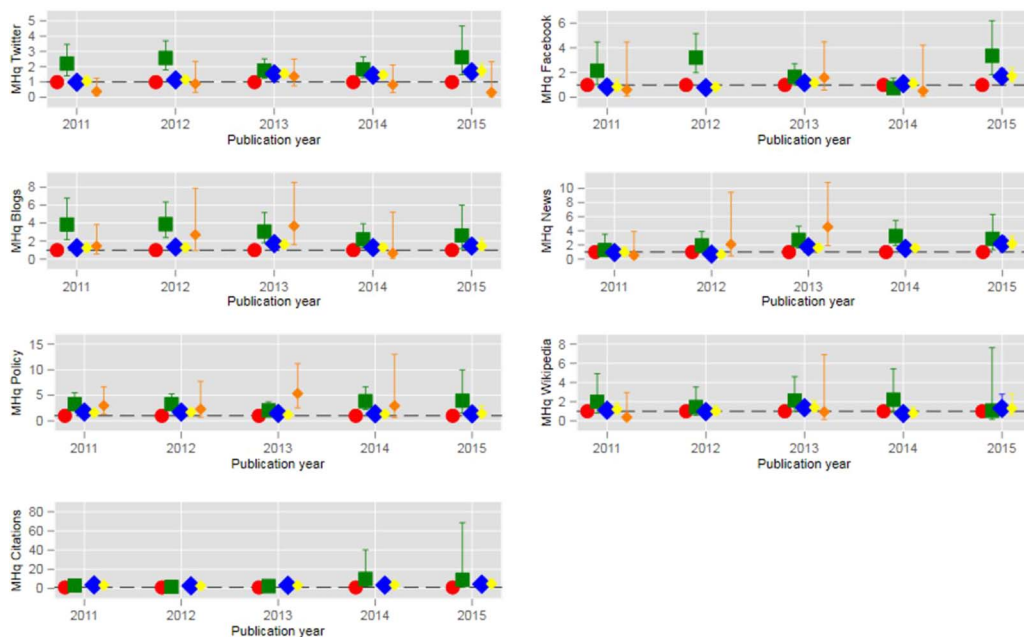 MHq Twitter
5
4
3
2
1
0
2011 2012 2013 2014 2015
Publication year
MHq Facebook
6
4
2
0
2011 2012 2013 2014 2015
Publication year
MHq Blogs
8
6
4
2
0
2011 2012 2013 2014 2015
Publication year
MHq News
10
8
6
4
2
0
2011 2012 2013 2014 2015
Publication year
MHq Policy
15
10
5
0
2011 2012 2013 2014 2015
Publication year
MHq Wikipedia
8
6
4
2
0
2011 2012 2013 2014 2015
Publication year
MHq Citations
80
60
40
20
0
2011 2012 2013 2014 2015
Publication year